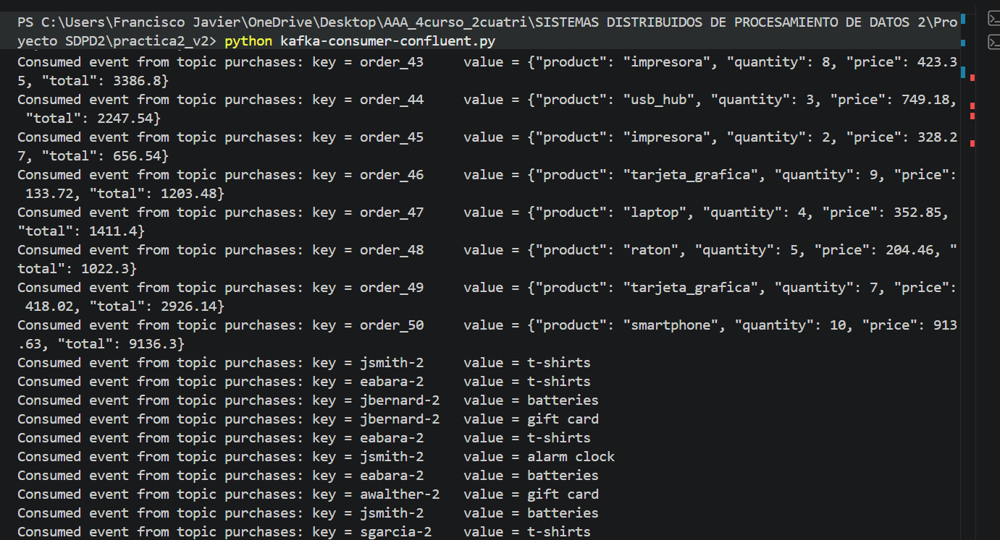 PS C:\Users\Francisco Javier\OneDrive\Desktop\AAA_4curso_2cuatri\SISTEMAS DISTRIBUIDOS DE PROCESAMIENTO DE DATOS 2\Pro
yecto SDPD2\practica2_v2> python kafka-consumer-confluent.py
Consumed event from topic purchases: key = order_43     value = {"product": "impresora", "quantity": 8, "price": 423.3
5, "total": 3386.8}
Consumed event from topic purchases: key = order_44     value = {"product": "usb_hub", "quantity": 3, "price": 749.18,
 "total": 2247.54}
Consumed event from topic purchases: key = order_45     value = {"product": "impresora", "quantity": 2, "price": 328.2
7, "total": 656.54}
Consumed event from topic purchases: key = order_46     value = {"product": "tarjeta_grafica", "quantity": 9, "price":
 133.72, "total": 1203.48}
Consumed event from topic purchases: key = order_47     value = {"product": "laptop", "quantity": 4, "price": 352.85,
"total": 1411.4}
Consumed event from topic purchases: key = order_48     value = {"product": "raton", "quantity": 5, "price": 204.46, "
total": 1022.3}
Consumed event from topic purchases: key = order_49     value = {"product": "tarjeta_grafica", "quantity": 7, "price":
 418.02, "total": 2926.14}
Consumed event from topic purchases: key = order_50     value = {"product": "smartphone", "quantity": 10, "price": 913
.63, "total": 9136.3}
Consumed event from topic purchases: key = jsmith-2     value = t-shirts
Consumed event from topic purchases: key = eabara-2     value = t-shirts
Consumed event from topic purchases: key = jbernard-2   value = batteries
Consumed event from topic purchases: key = jbernard-2   value = gift card
Consumed event from topic purchases: key = eabara-2     value = t-shirts
Consumed event from topic purchases: key = jsmith-2     value = alarm clock
Consumed event from topic purchases: key = eabara-2     value = batteries
Consumed event from topic purchases: key = awalther-2   value = gift card
Consumed event from topic purchases: key = jsmith-2     value = batteries
Consumed event from topic purchases: key = sgarcia-2    value = t-shirts